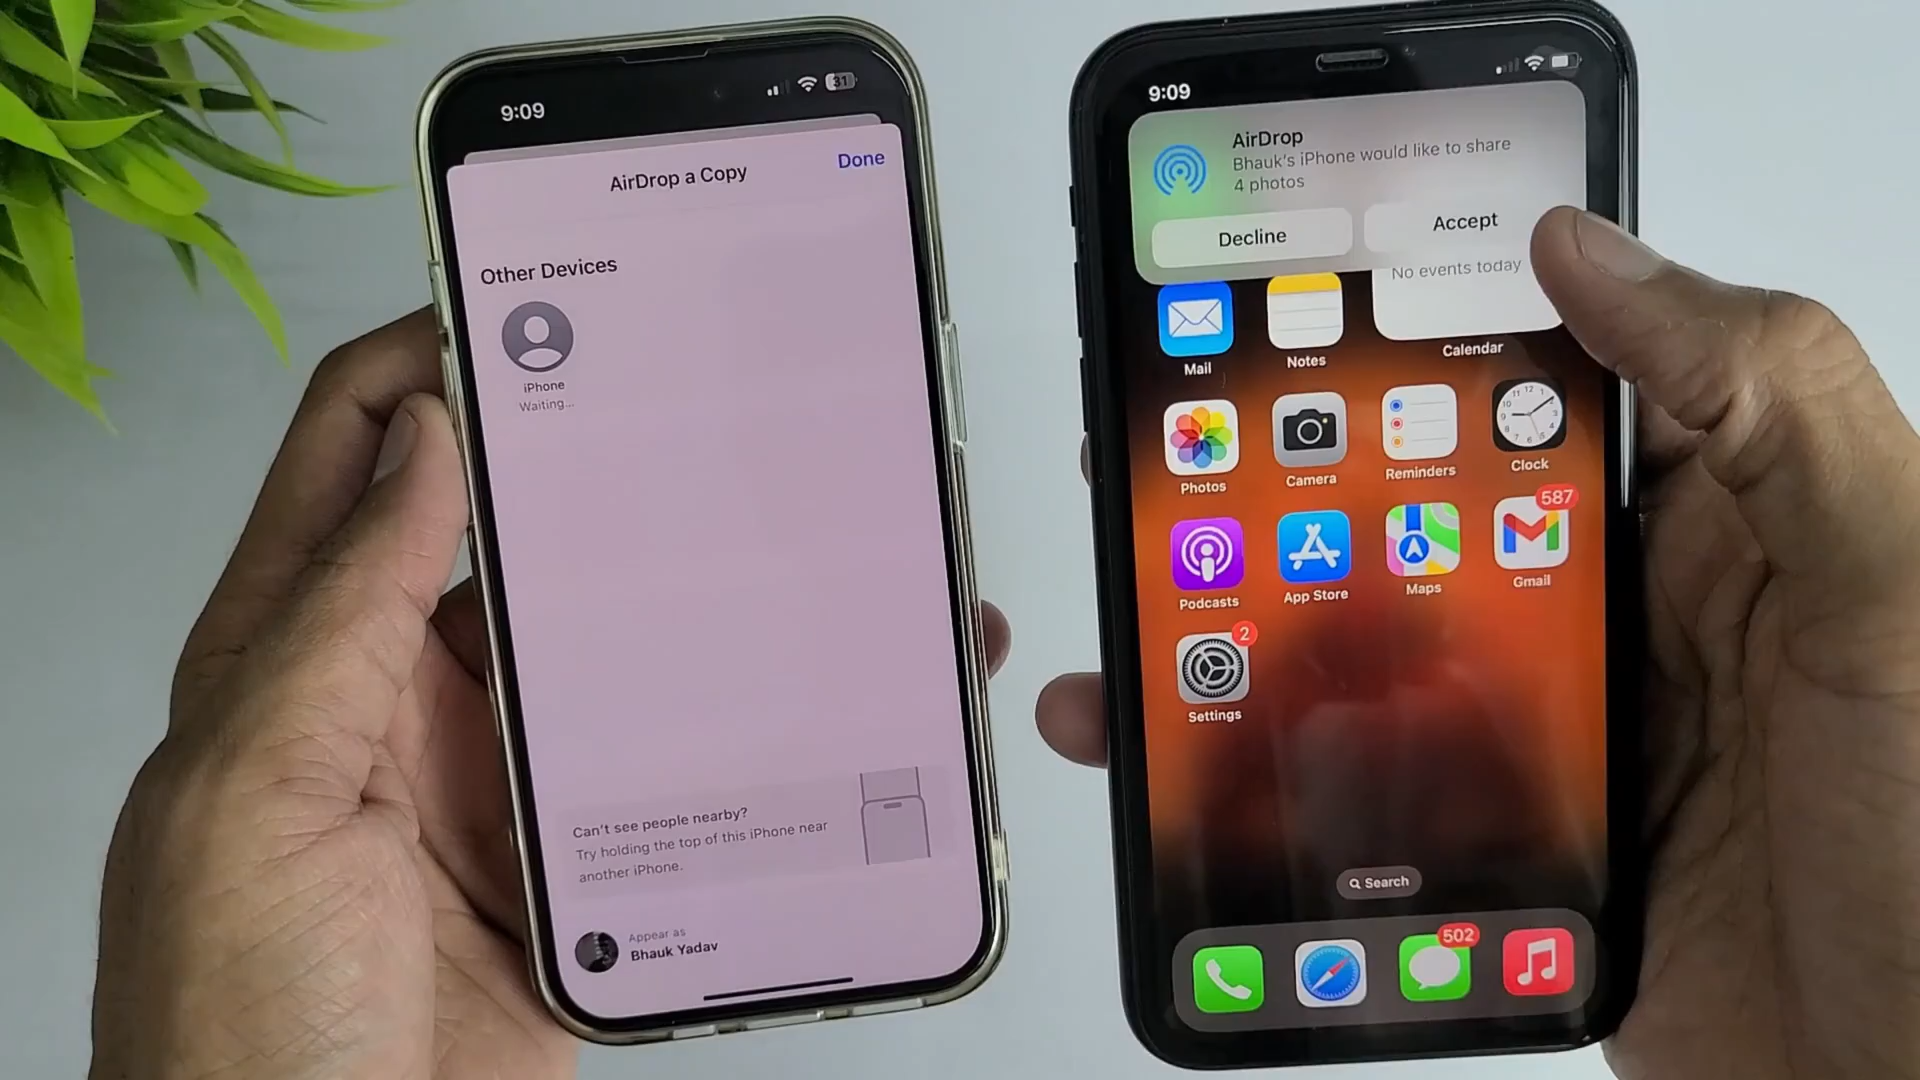 9:09
31
AirDrop a Copy
Done
Other Devices
iPhone
Waiting...
Can't see people nearby?
Try holding the top of this iPhone near
another iPhone.
Appear as
Bhauk Yadav
9:09
AirDrop
Bhauk's iPhone would like to share
4 photos
Decline
Accept
No events today
Mail
Notes
Calendar
Photos
Camera
Reminders
Clock
587
Podcasts
App Store
Maps
Gmail
2
Settings
Search
502